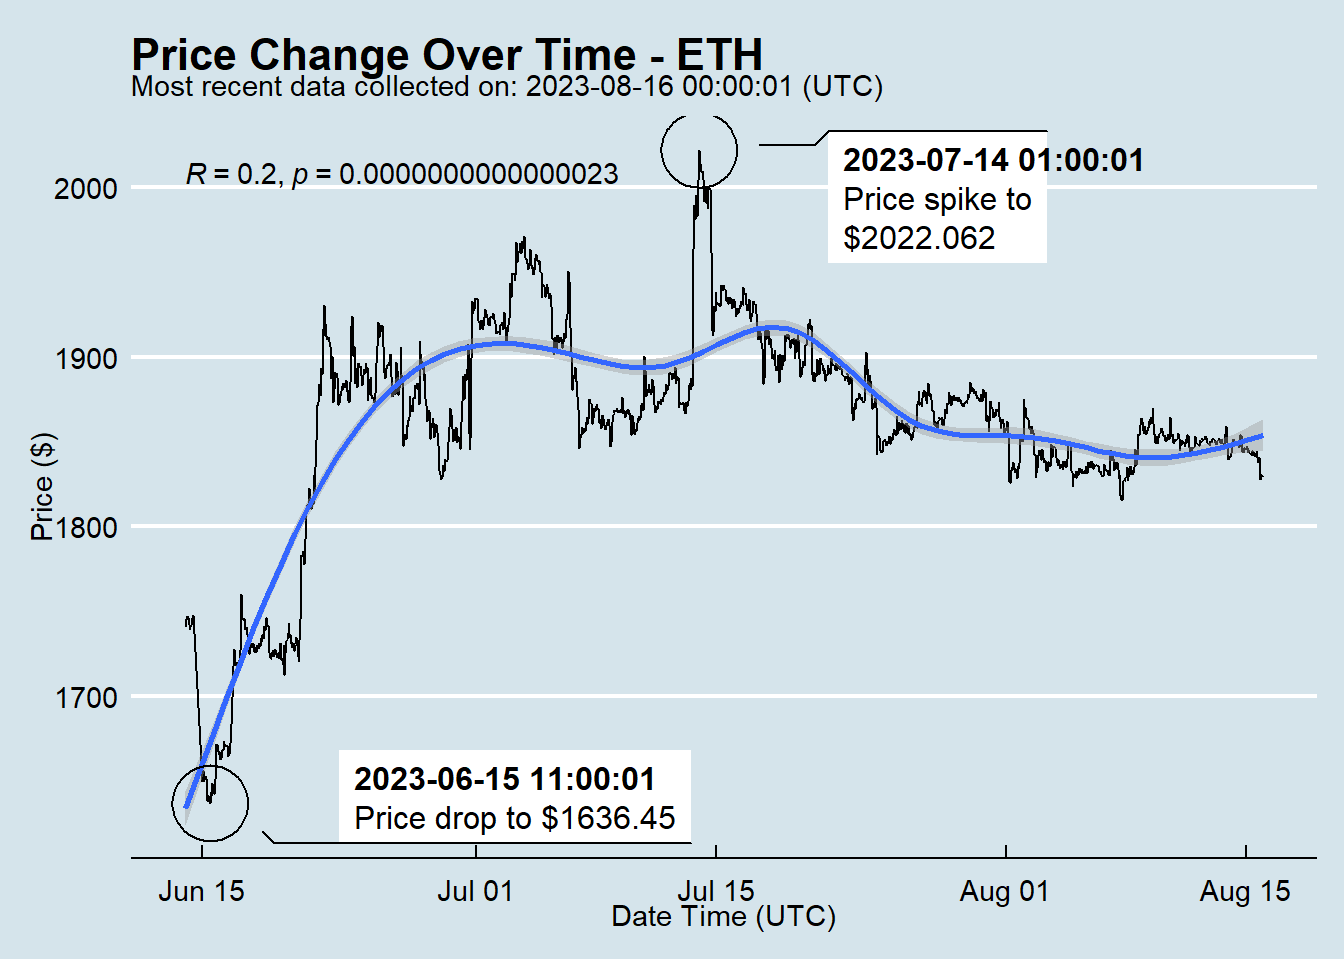 Price Change Over Time - ETH
Most recent data collected on: 2023-08-16 00:00:01 (UTC)
R = 0.2, p = 0.0000000000000023
2023-07-14 01:00:01
Price spike to
$2022.062
2000
1900
1800
1700
Price ($)
2023-06-15 11:00:01
Price drop to $1636.45
Jun 15
Jul 01
Jul 15
Aug 01
Aug 15
Date Time (UTC)